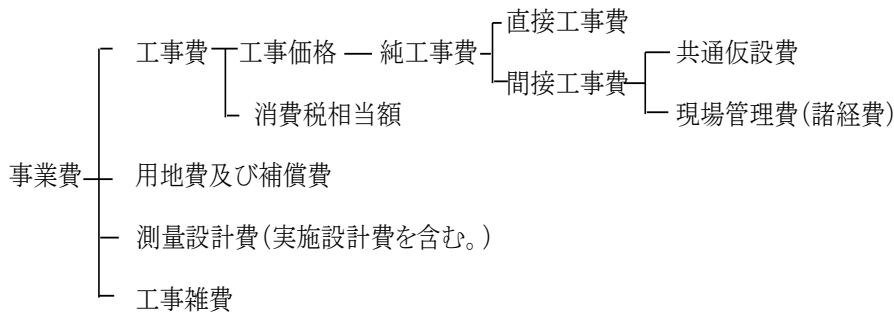 直接工事費
工事費 工事価格 純工事費 共通仮設費
間接工事費
消費税相当額 現場管理費(諸経費)
事業費 用地費及び補償費
測量設計費(実施設計費を含む。)
工事雑費